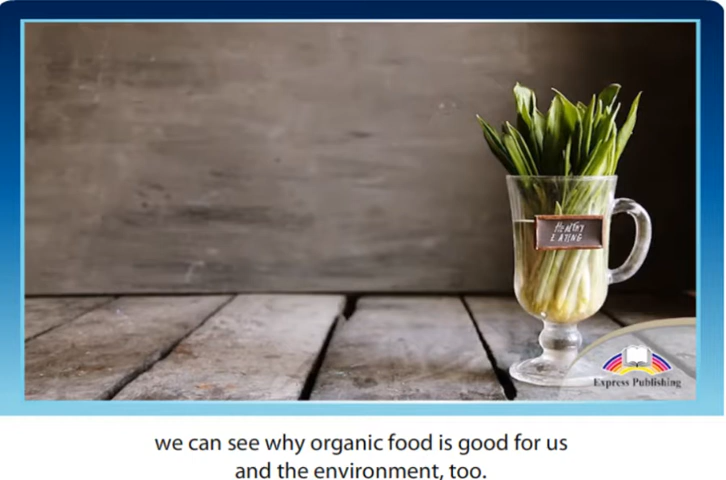 HEALTHY
EATING
Express Publishing
we can see why organic food is good for us
and the environment, too.